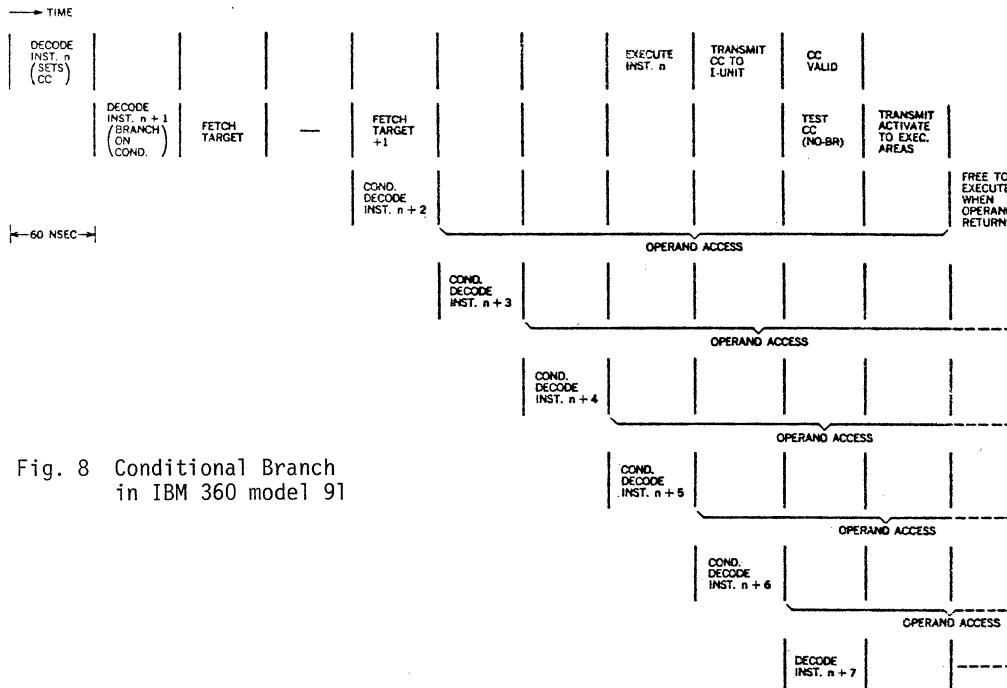 TIME
DECODE
INST. n
(SETS
CC)
EXECUTE
INST. n
TRANSMIT
CC TO
I-UNIT
CC
VALID
DECODE
INST. n + 1
(BRANCH
ON
COND.)
FETCH
TARGET
—
FETCH
TARGET
+1
TEST
CC
(NO-BR)
TRANSMIT
ACTIVATE
TO EXEC.
AREAS
COND.
DECODE
INST. n + 2
FREE TO
EXECUTE
WHEN
OPERAN
RETURN
60 NSEC
OPERAND ACCESS
COND.
DECODE
INST. n + 3
OPERAND ACCESS
COND.
DECODE
INST. n + 4
OPERAND ACCESS
Fig. 8 Conditional Branch
in IBM 360 model 91
COND.
DECODE
INST. n + 5
OPERAND ACCESS
COND.
DECODE
INST. n + 6
OPERAND ACCESS
DECODE
INST. n + 7